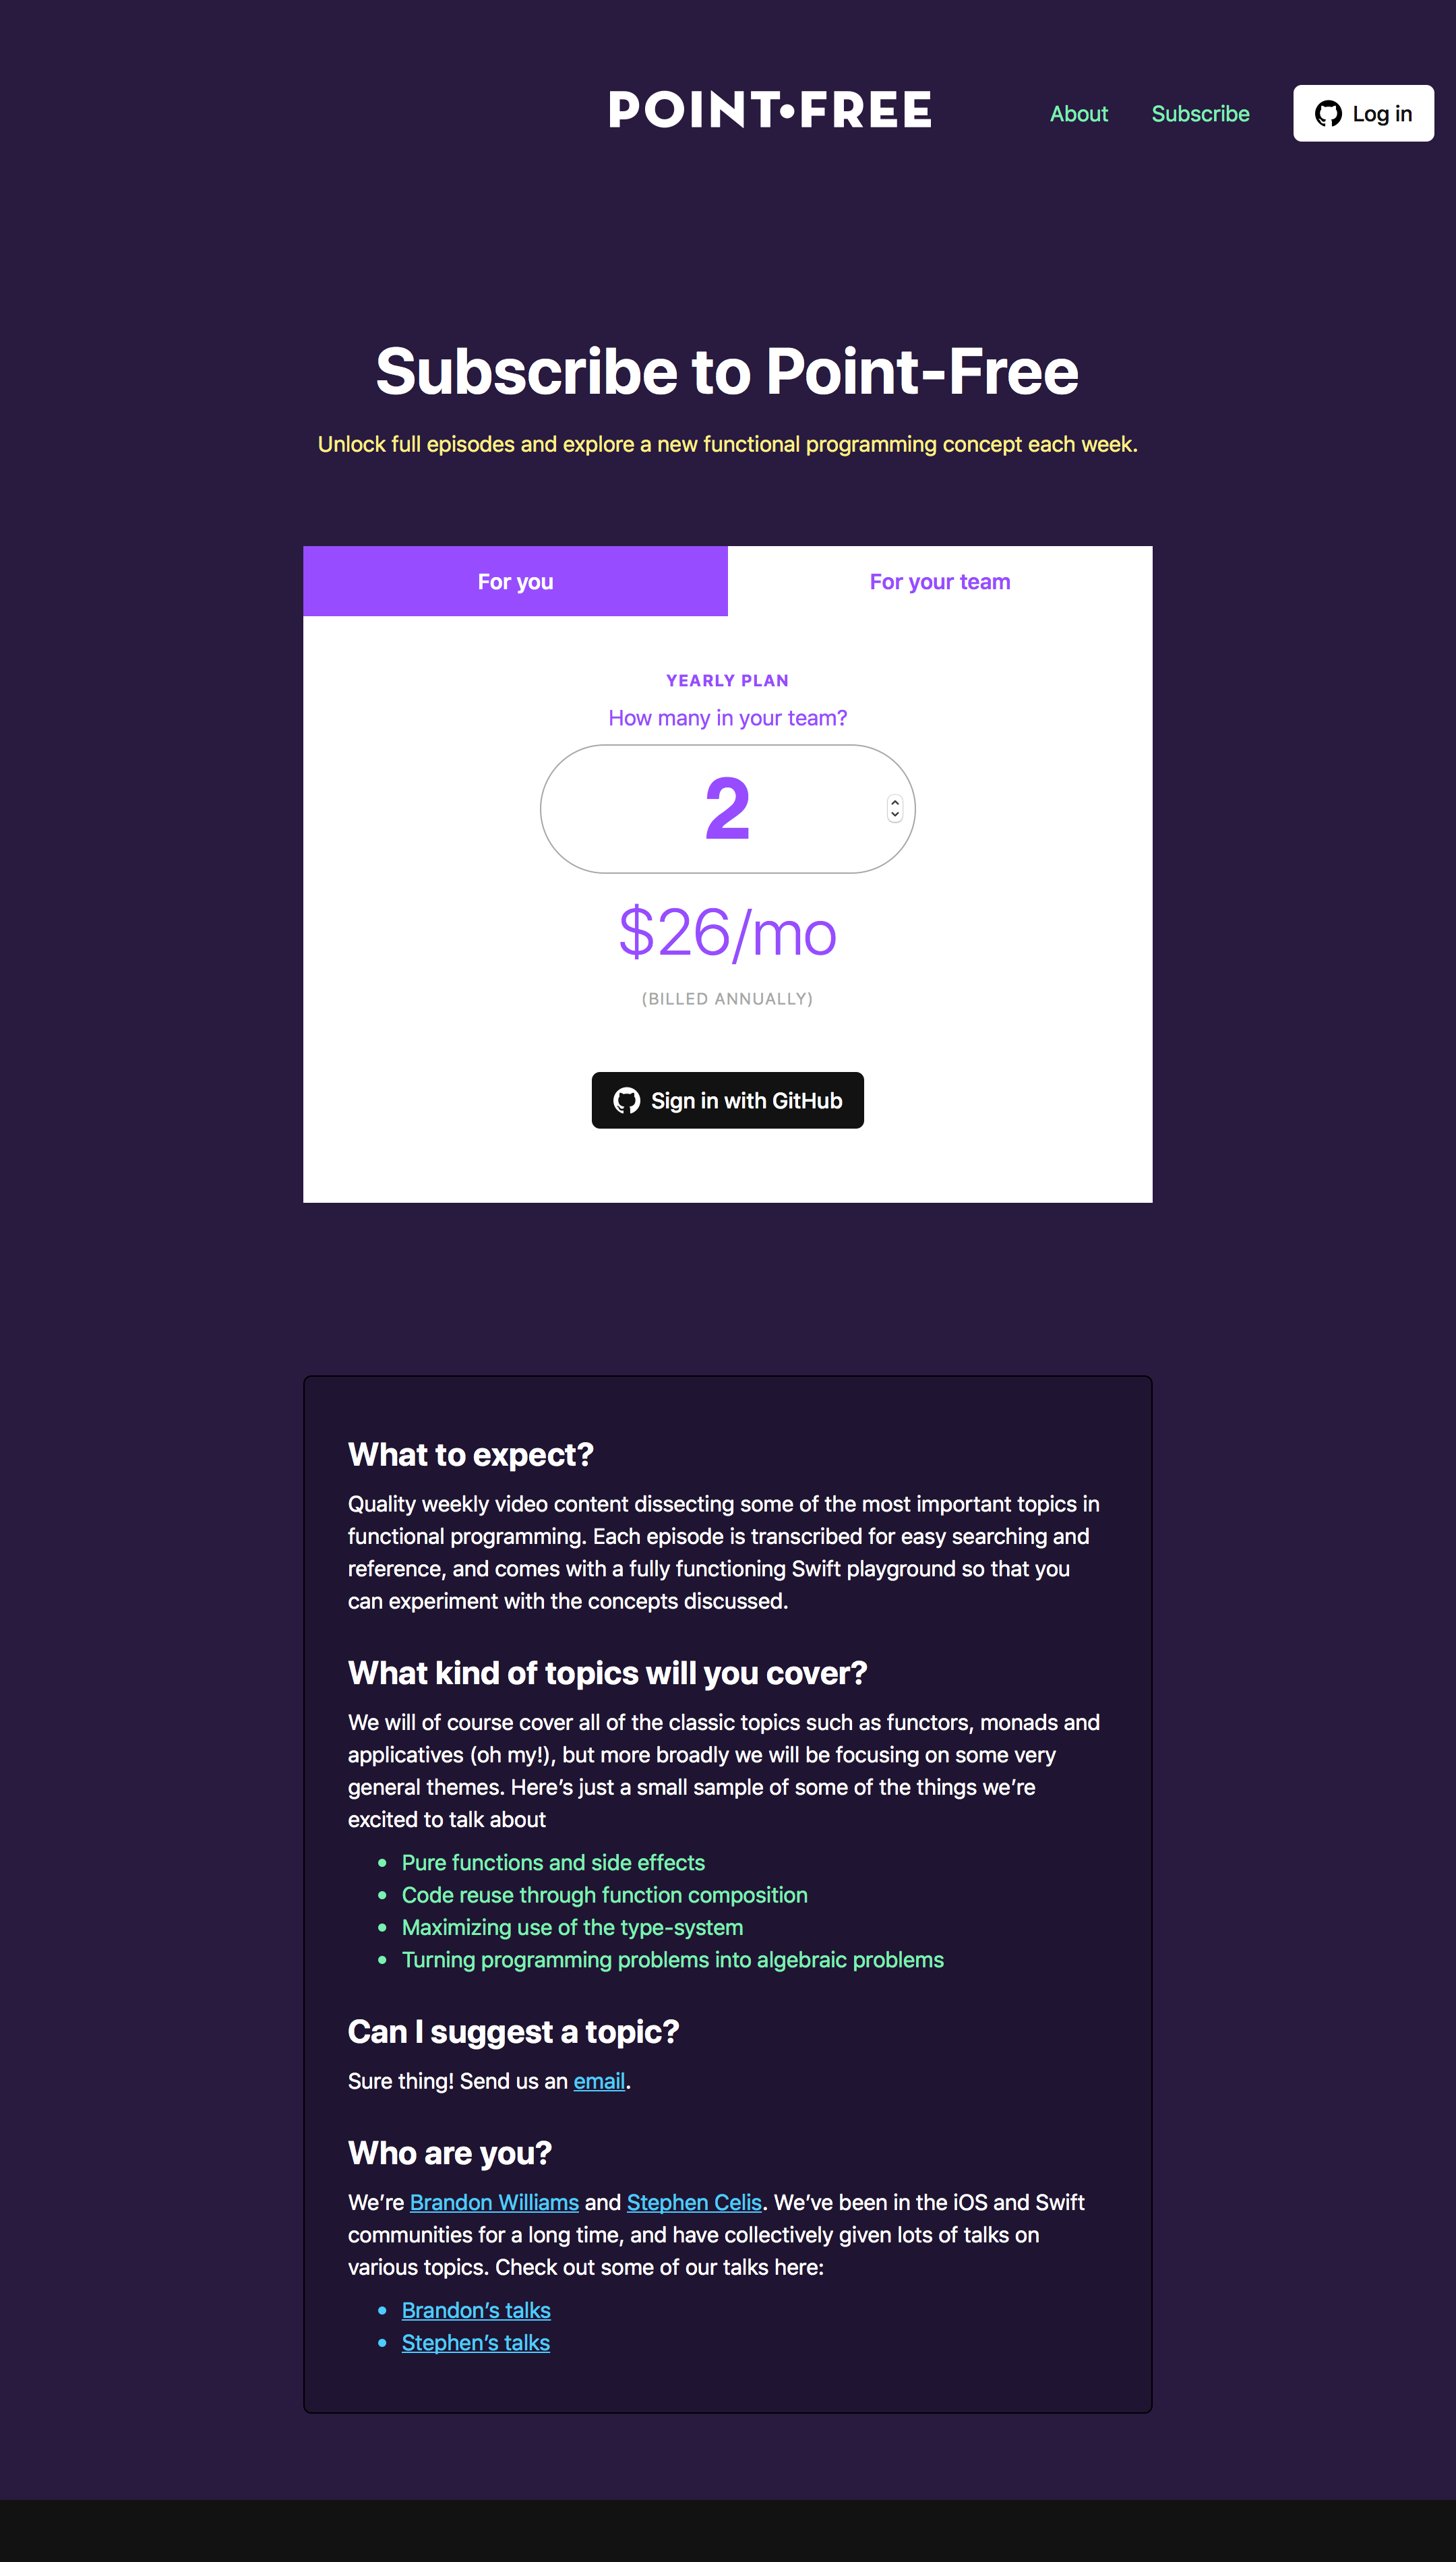 POINT•FREE
About
Subscribe
Log in
Subscribe to Point-Free
Unlock full episodes and explore a new functional programming concept each week.
For you
For your team
YEARLY PLAN
How many in your team?
2
$26/mo
(BILLED ANNUALLY)
Sign in with GitHub
What to expect?
Quality weekly video content dissecting some of the most important topics in
functional programming. Each episode is transcribed for easy searching and
reference, and comes with a fully functioning Swift playground so that you
can experiment with the concepts discussed.
What kind of topics will you cover?
We will of course cover all of the classic topics such as functors, monads and
applicatives (oh my!), but more broadly we will be focusing on some very
general themes. Here’s just a small sample of some of the things we’re
excited to talk about
• Pure functions and side effects
• Code reuse through function composition
• Maximizing use of the type-system
• Turning programming problems into algebraic problems
Can I suggest a topic?
Sure thing! Send us an email.
Who are you?
We’re Brandon Williams and Stephen Celis. We’ve been in the iOS and Swift
communities for a long time, and have collectively given lots of talks on
various topics. Check out some of our talks here:
• Brandon’s talks
• Stephen’s talks